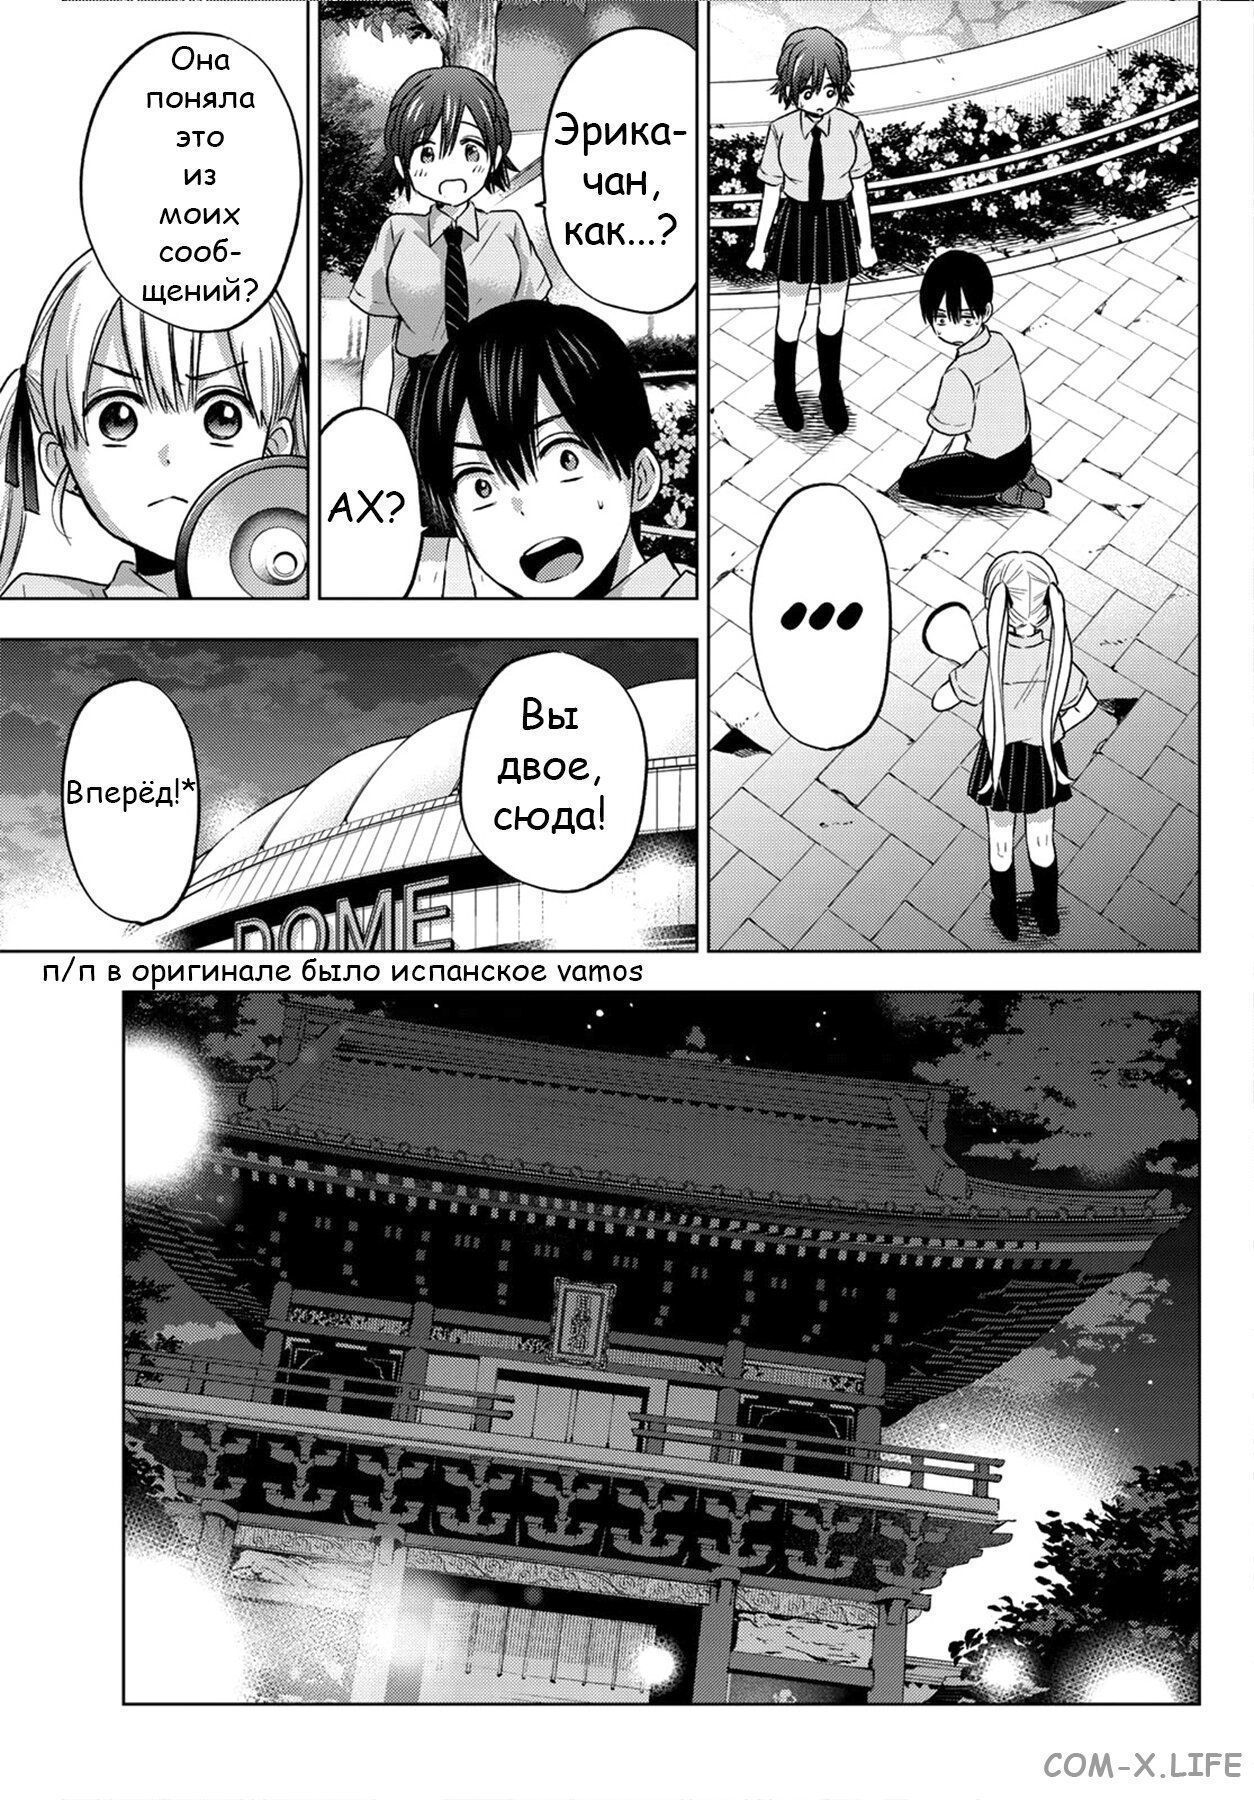 ...
Эрика-
чан,
как...?
АХ?
Она
поняла
это
из
моих
сооб-
щений?
Вы
двое,
сюда!
Вперёд!*
DOME
п/п в оригинале было испанское vamos
COM-X.LIFE